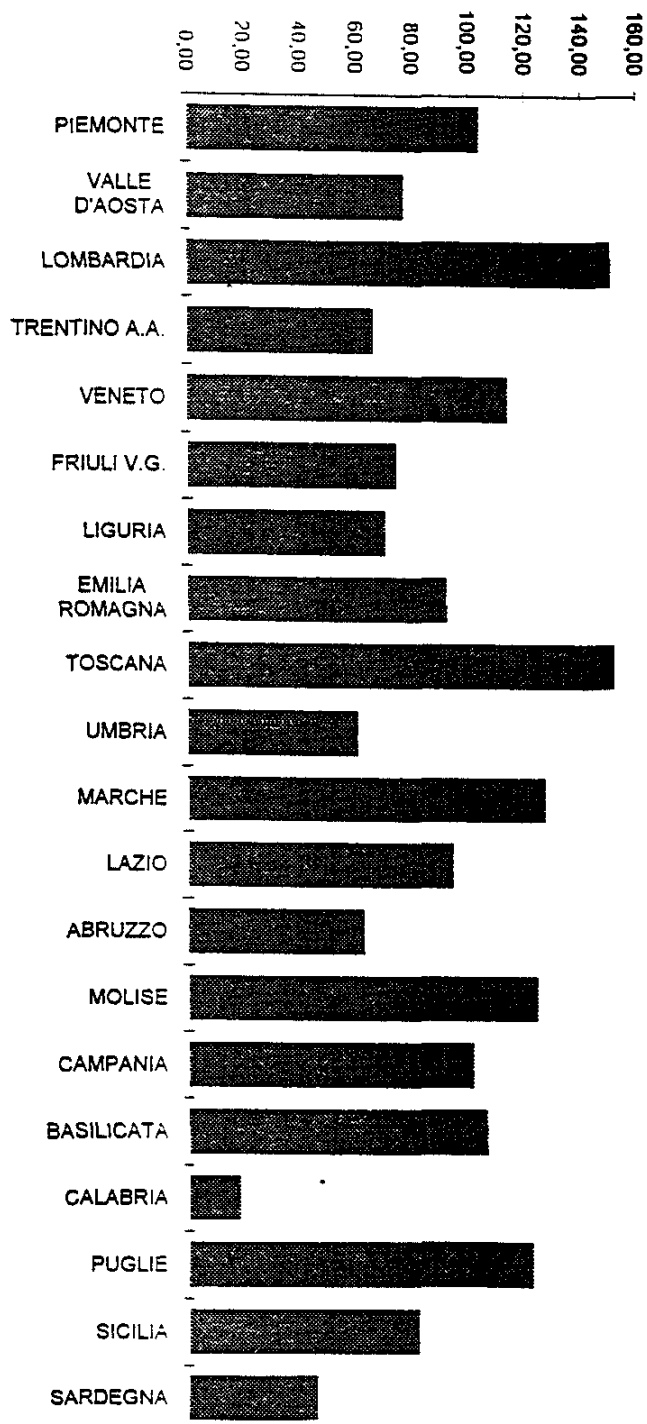 0,00
20,00
40,00
60,00
80,00
100,00
120,00
140,00
160,00
PIEMONTE
VALLE
D'AOSTA
LOMBARDIA
TRENTINO A.A.
VENETO
FRIULI V.G.
LIGURIA
EMILIA
ROMAGNA
TOSCANA
UMBRIA
MARCHE
LAZIO
ABRUZZO
MOLISE
CAMPANIA
BASILICATA
CALABRIA
PUGLIE
SICILIA
SARDEGNA